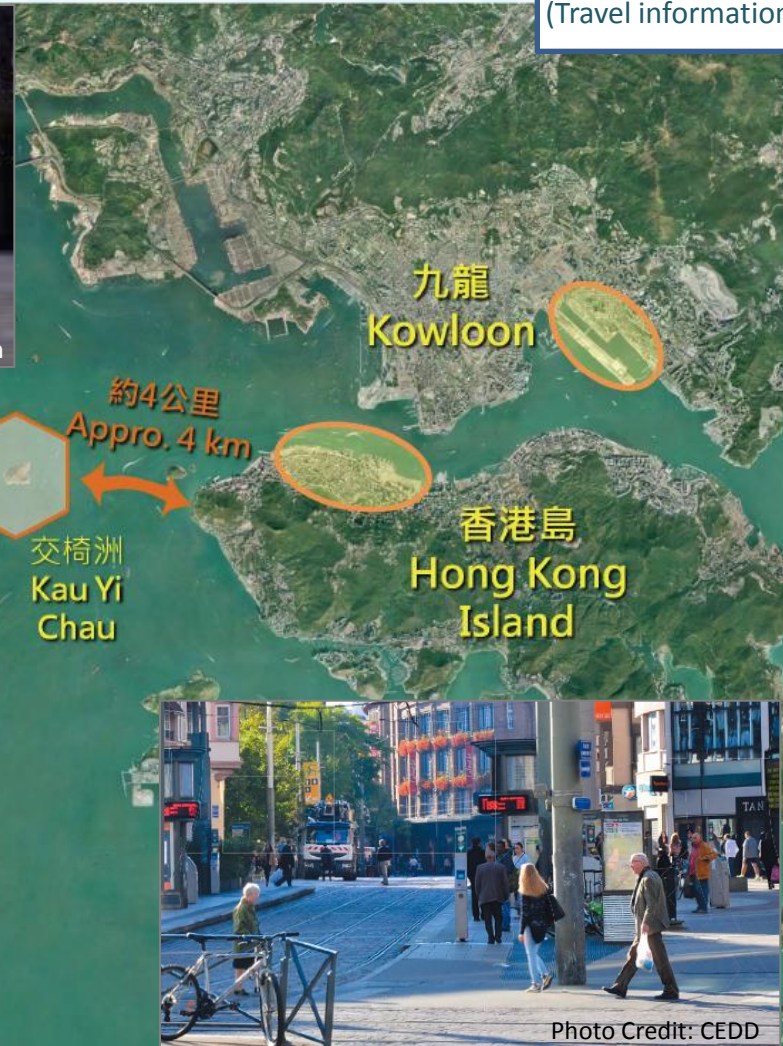 (Travel information
九龍
Kowloon
約4公里
Appro. 4 km
交椅洲
Kau Yi
Chau
香港島
Hong Kong
Island
TAN
Photo Credit: CEDD